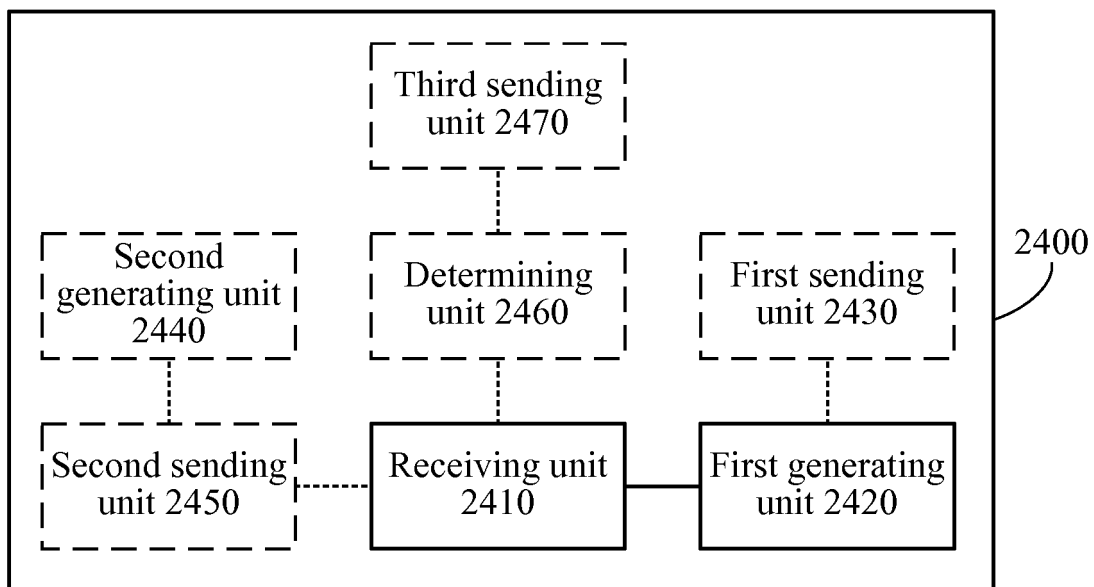 Third sending
unit 2470
Second
generating unit
2440
Determining
unit 2460
First sending
unit 2430
2400
Second sending
unit 2450
Receiving unit
2410
First generating
unit 2420